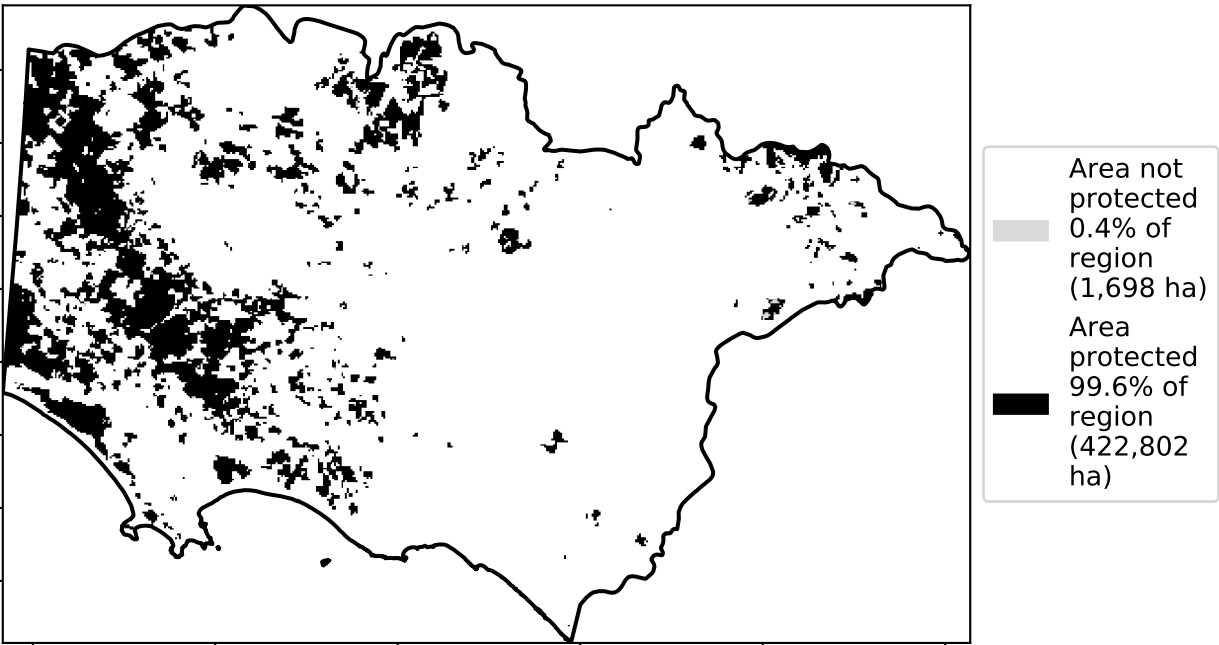 Area not
protected
0.4% of
region
(1,698 ha)
Area
protected
99.6% of
region
(422,802
ha)